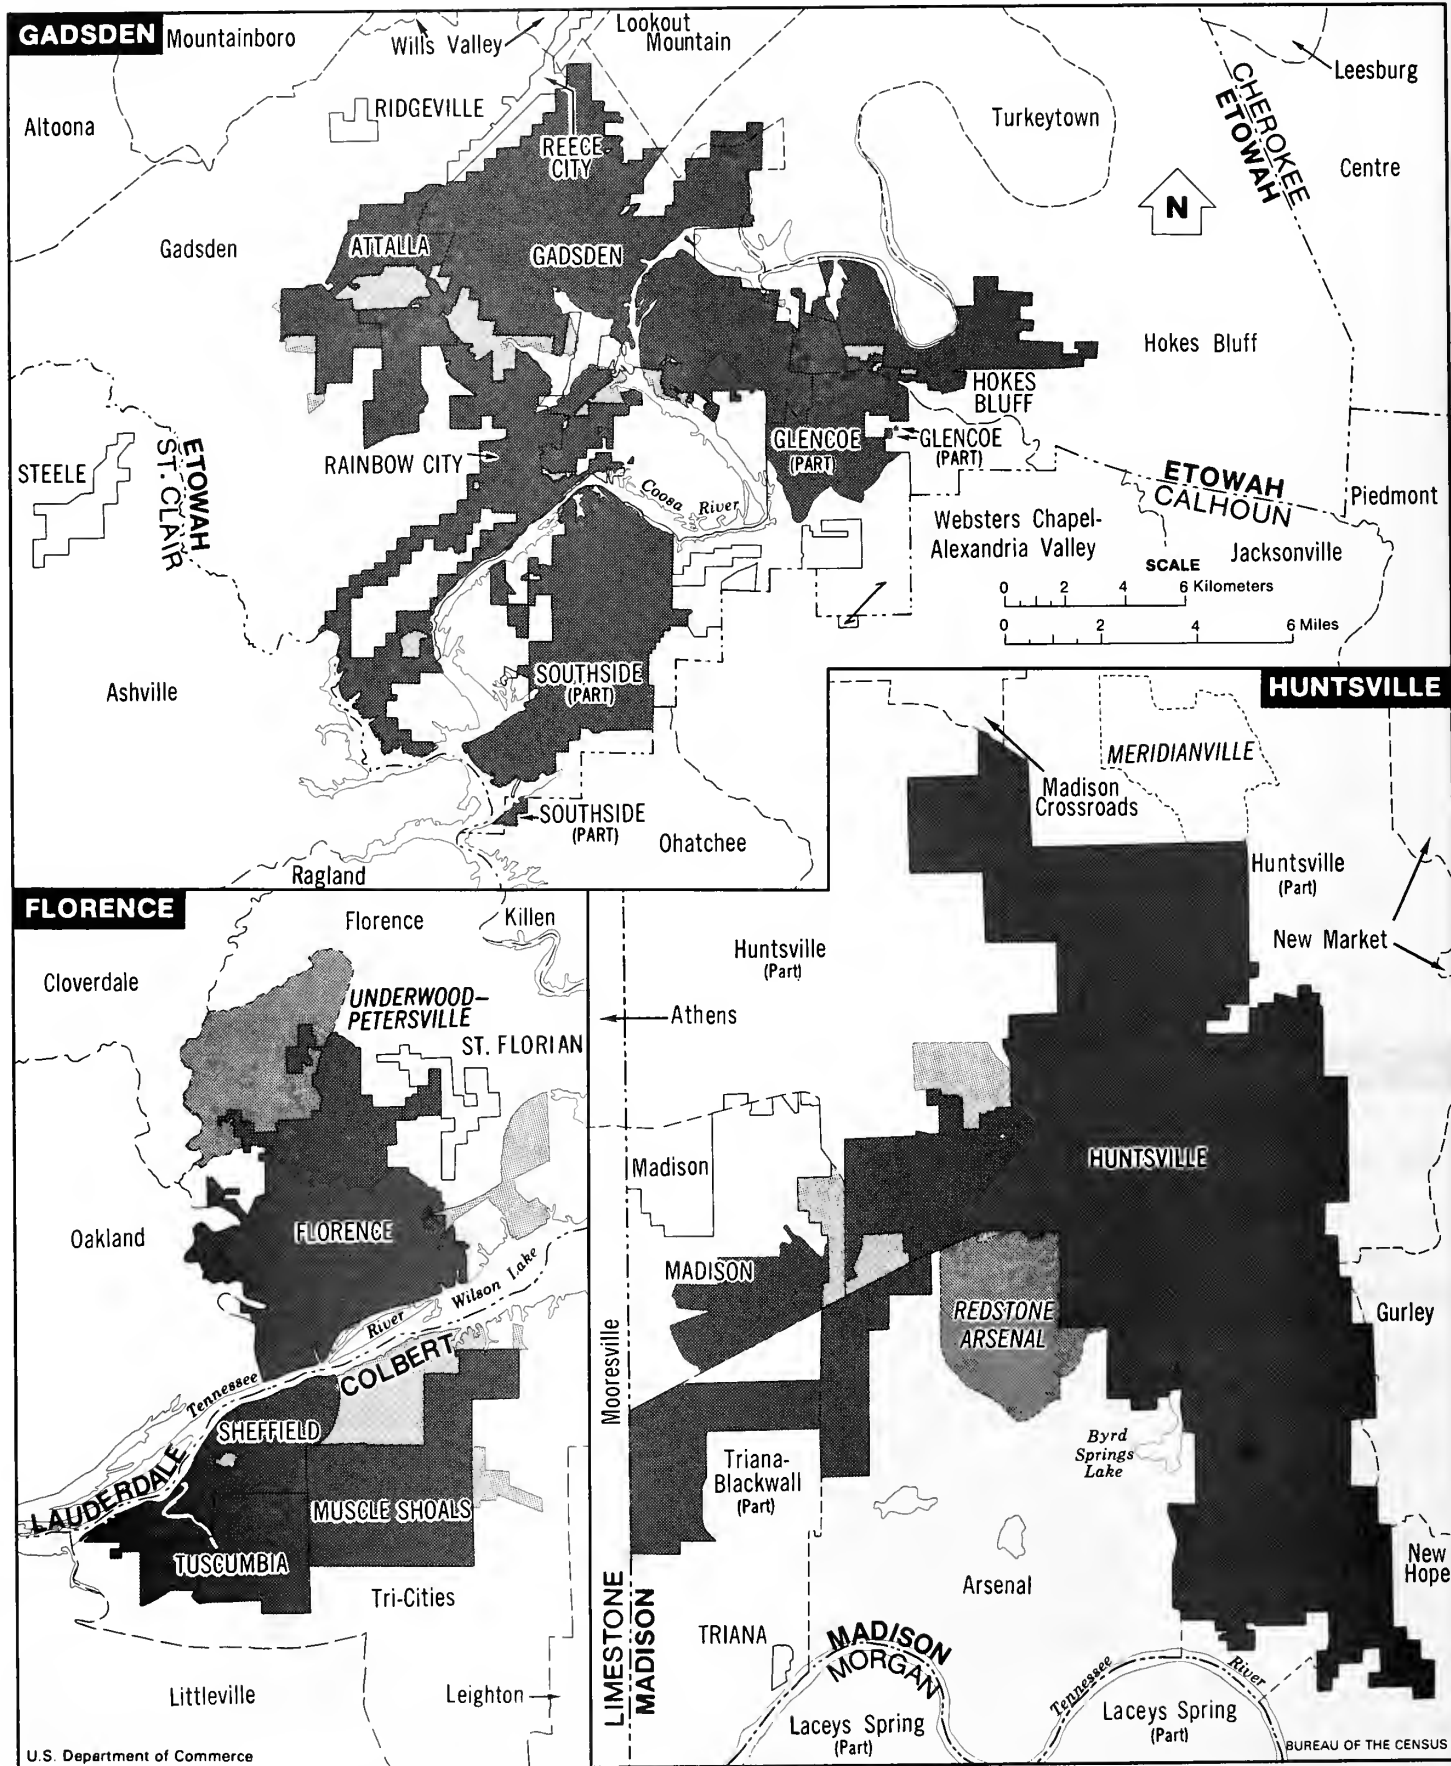 GADSDEN
Mountainboro
Wills Valley
Lookout
Mountain
Leesburg
CHEROKEE
ETOWAH
Altoona
RIDGEVILLE
REECE
CITY
Turkeytown
Centre
N
Gadsden
ATTALLA
GADSDEN
Hokes Bluff
HOKES
BLUFF
STEELE
ETOWAH
ST. CLAIR
RAINBOW CITY
GLENCOE
(PART)
GLENCOE
(PART)
Coosa River
ETOWAH
CALHOUN
Piedmont
Websters Chapel-
Alexandria Valley
Jacksonville
SCALE
0 2 4 6 Kilometers
0 2 4 6 Miles
Ashville
SOUTHSIDE
(PART)
SOUTHSIDE
(PART)
Ohatchee
Ragland
HUNTSVILLE
MERIDIANVILLE
Madison
Crossroads
Huntsville
(Part)
New Market
Huntsville
(Part)
Athens
HUNTSVILLE
Madison
MADISON
REDSTONE
ARSENAL
Gurley
Mooresville
Byrd
Springs
Lake
Triana-
Blackwall
(Part)
Arsenal
New
Hope
LIMESTONE
MADISON
TRIANA
MADISON
MORGAN
Tennessee River
Laceys Spring
(Part)
Laceys Spring
(Part)
BUREAU OF THE CENSUS
FLORENCE
Florence
Killen
Cloverdale
UNDERWOOD-
PETERSVILLE
ST. FLORIAN
Oakland
FLORENCE
Wilson Lake
River
Tennessee
COLBERT
LAUDERDALE
SHEFFIELD
MUSCLE SHOALS
TUSCUMBIA
Tri-Cities
Littleville
Leighton
U.S. Department of Commerce